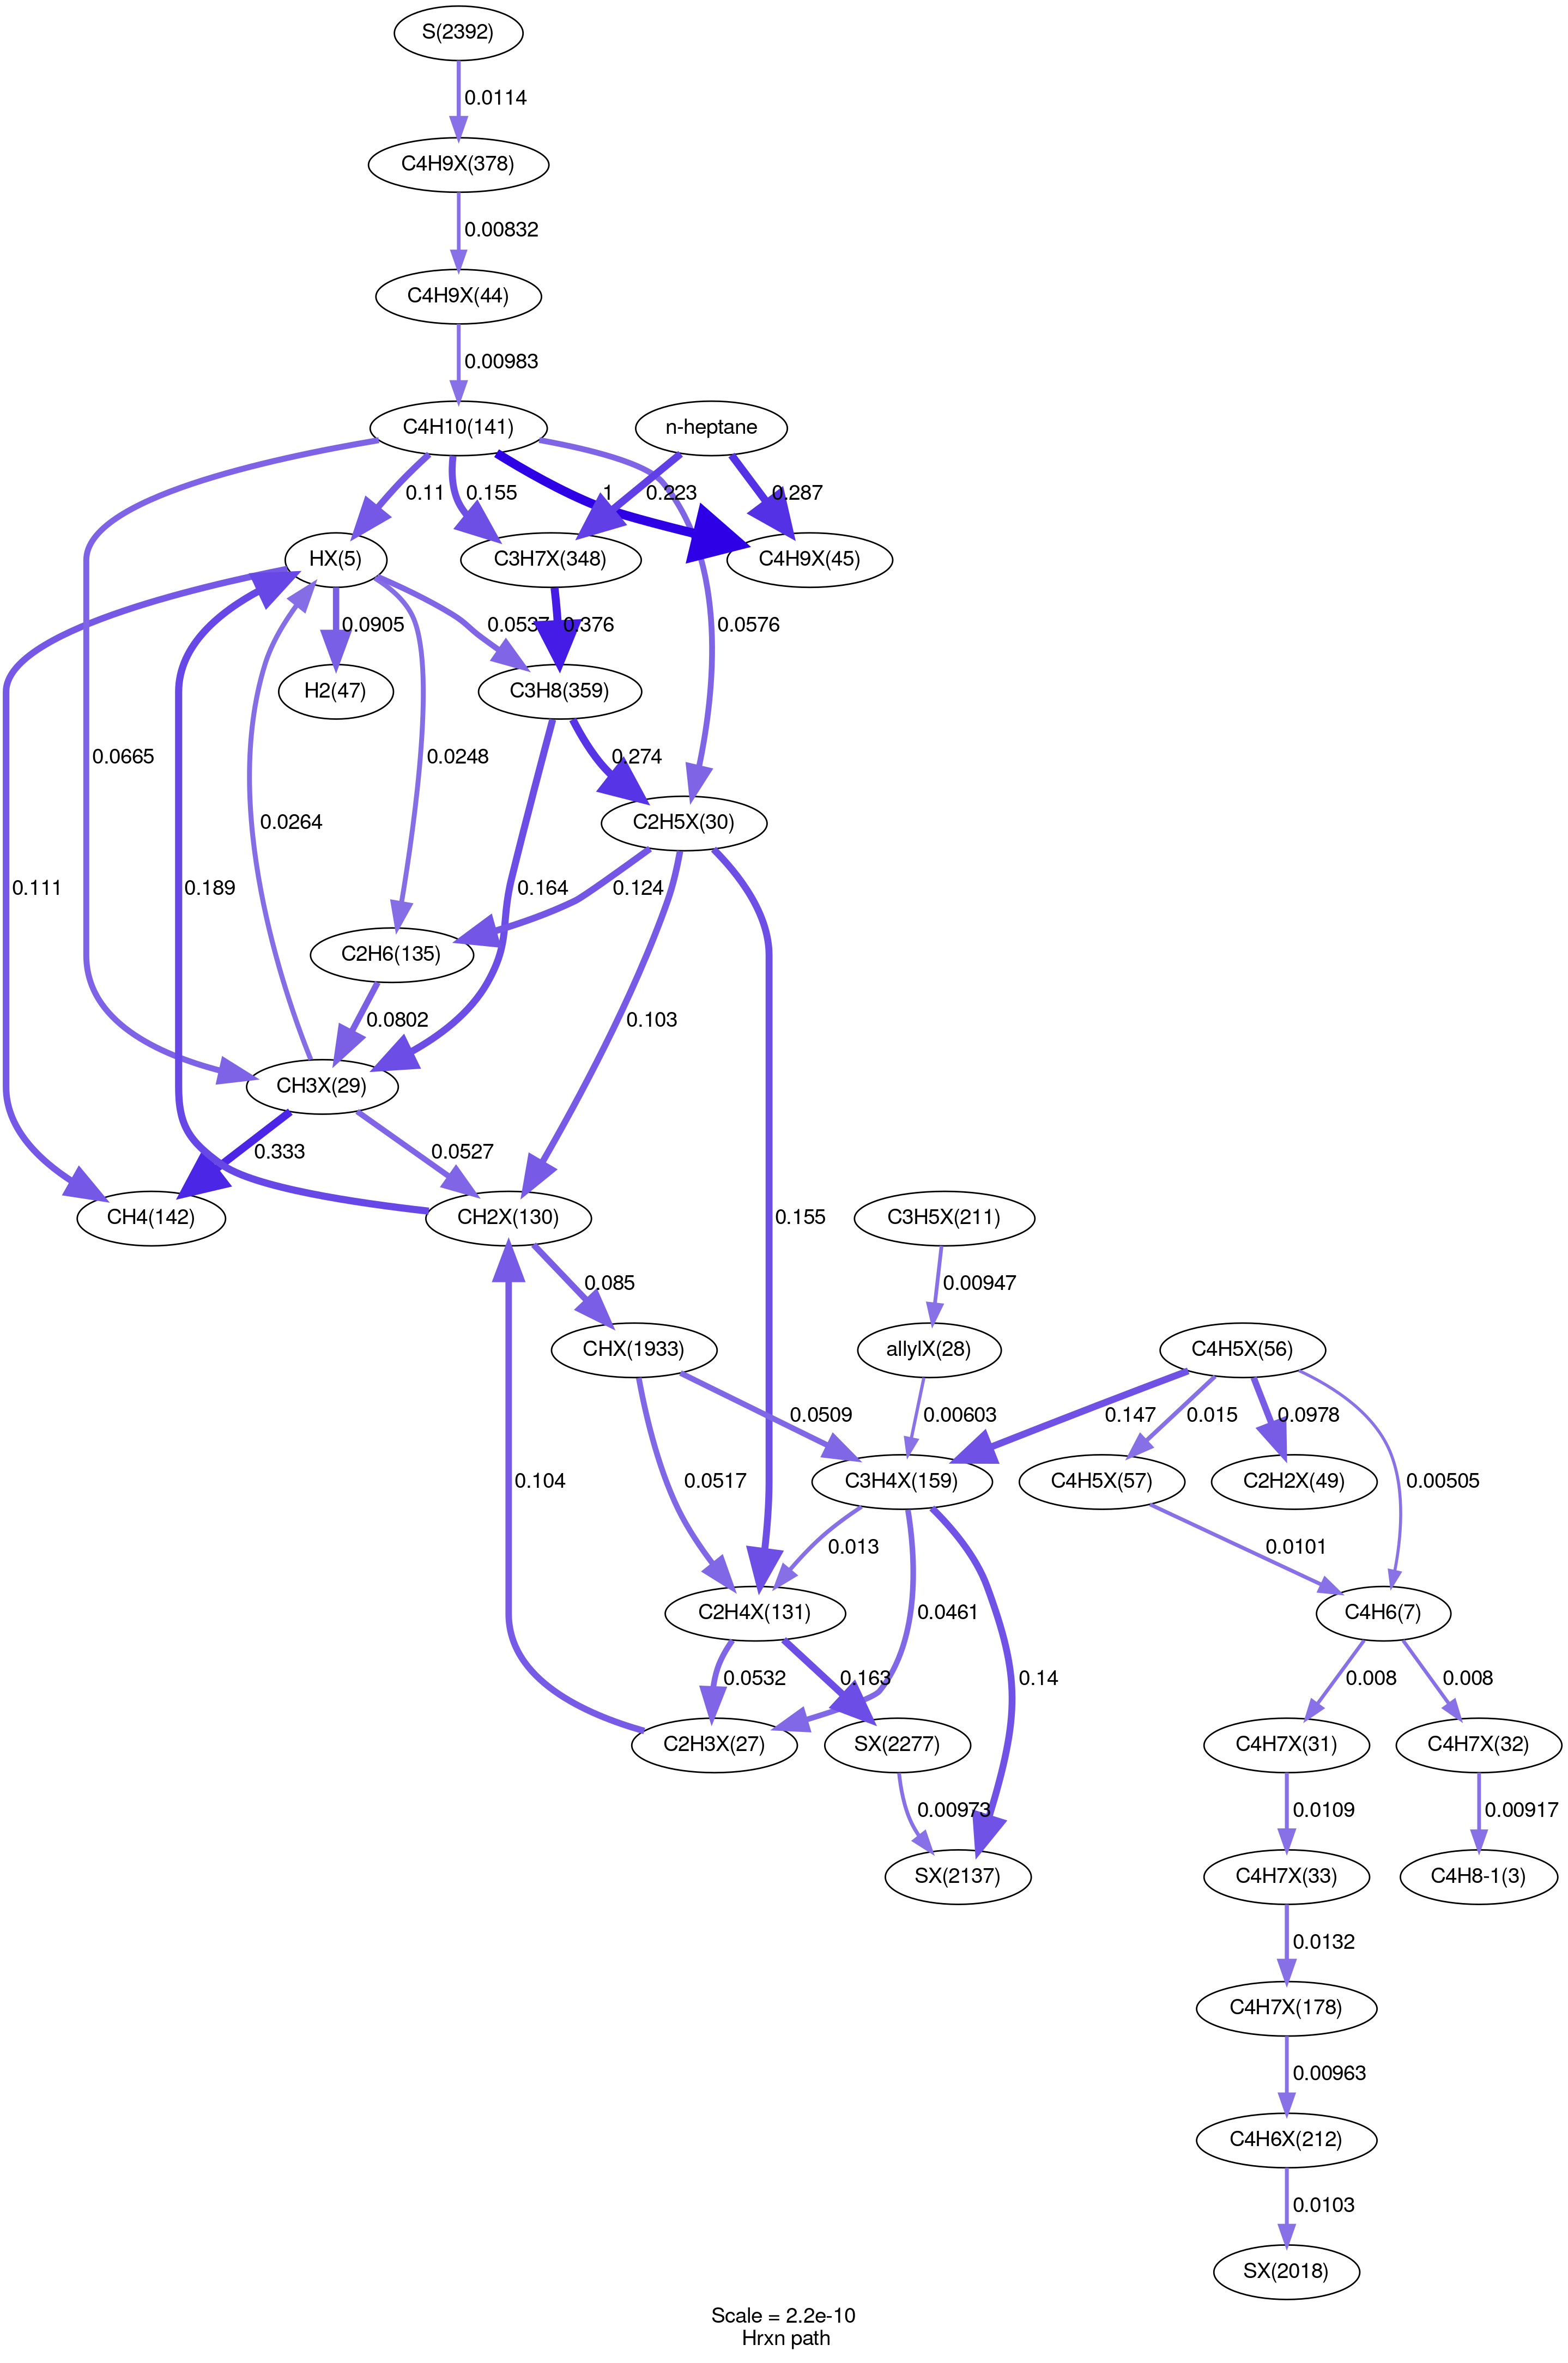 S(2392)
0.0114
C4H9X(378)
0.00832
C4H9X(44)
0.00983
C4H10(141)
n-heptane
0.11
0.155
1
0.223
0.287
HX(5)
C3H7X(348)
C4H9X(45)
0.0905
0.0537
0.376
0.0576
H2(47)
C3H8(359)
0.0665
0.0248
0.274
0.0264
C2H5X(30)
0.111
0.189
0.164
0.124
C2H6(135)
0.0802
0.103
CH3X(29)
0.333
0.0527
CH4(142)
CH2X(130)
0.155
C3H5X(211)
0.085
0.00947
CHX(1933)
allylX(28)
C4H5X(56)
0.0509
0.00603
0.147
0.015
0.0978
0.104
0.0517
C3H4X(159)
C4H5X(57)
C2H2X(49)
0.00505
0.013
0.0101
C2H4X(131)
0.0461
C4H6(7)
0.0532
0.163
0.14
0.008
0.008
C2H3X(27)
SX(2277)
C4H7X(31)
C4H7X(32)
0.00973
0.0109
0.00917
SX(2137)
C4H7X(33)
C4H8-1(3)
0.0132
C4H7X(178)
0.00963
C4H6X(212)
0.0103
SX(2018)
Scale = 2.2e-10
Hrxn path